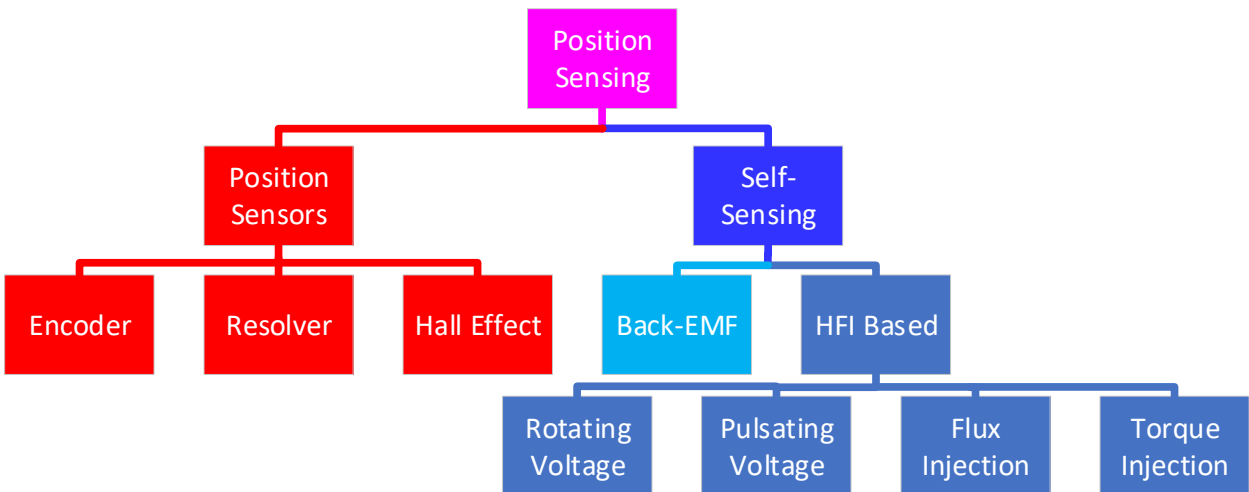 Position
Sensing
Position
Sensors
Self-
Sensing
Encoder
Resolver
Hall Effect
Back-EMF
HFI Based
Rotating
Voltage
Pulsating
Voltage
Flux
Injection
Torque
Injection